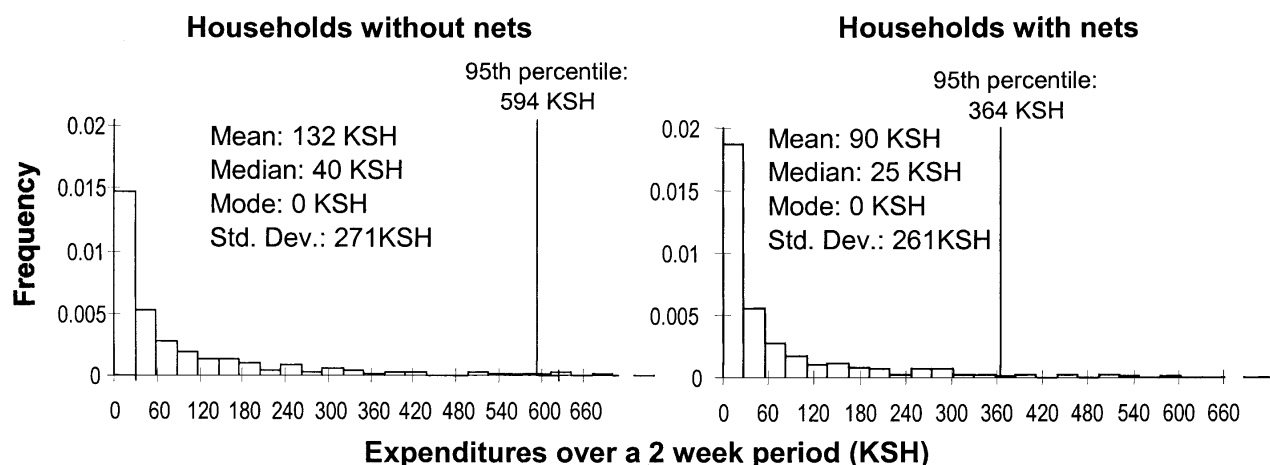 Households without nets
95th percentile:
594 KSH
Mean: 132 KSH
Median: 40 KSH
Mode: 0 KSH
Std. Dev.: 271KSH
Frequency
0.02
0.015
0.01
0.005
0
0 60 120 180 240 300 360 420 480 540 600 660
Households with nets
95th percentile:
364 KSH
Mean: 90 KSH
Median: 25 KSH
Mode: 0 KSH
Std. Dev.: 261KSH
0.02
0.015
0.01
0.005
0
0 60 120 180 240 300 360 420 480 540 600 660
Expenditures over a 2 week period (KSH)